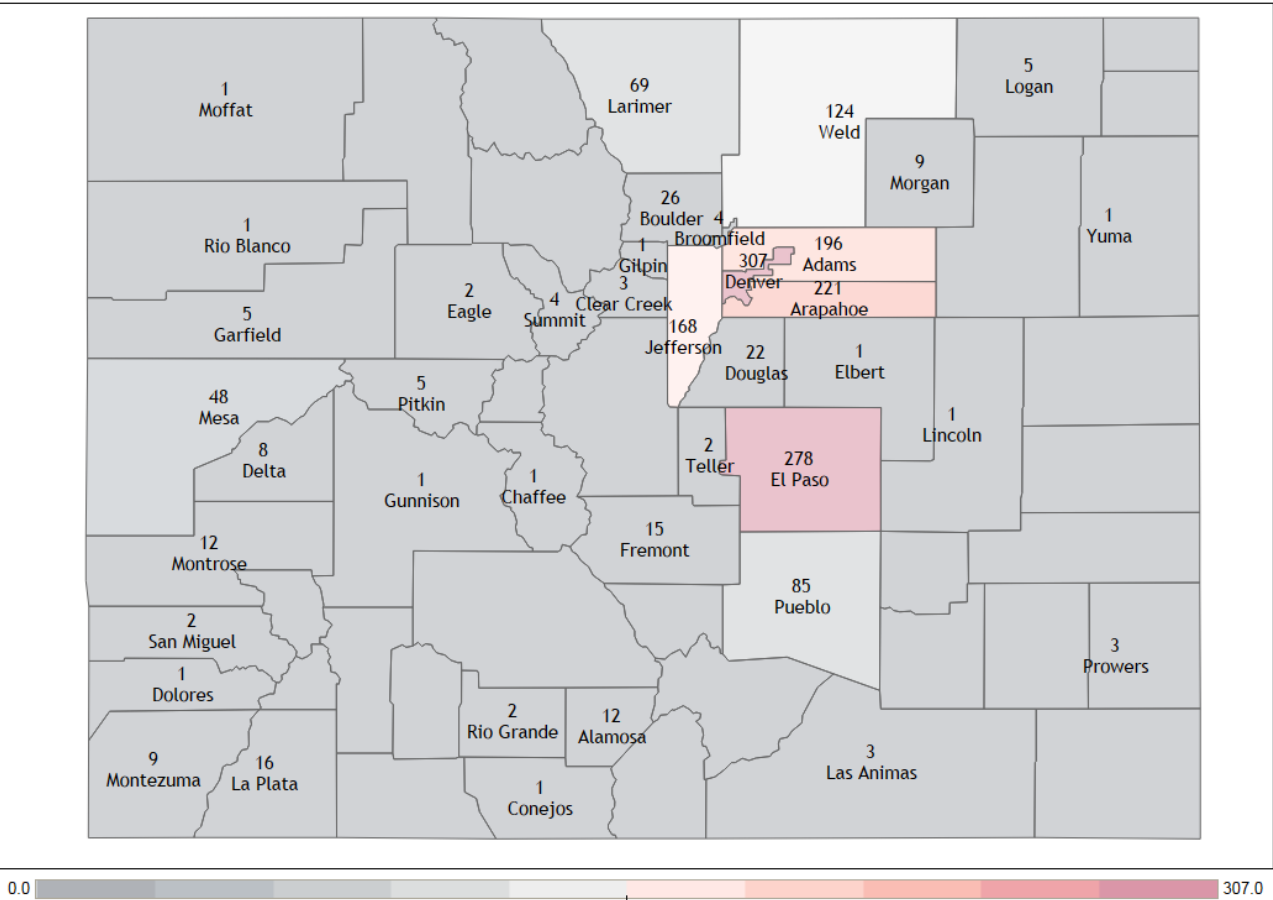 1
Moffat
69
Larimer
124
Weld
5
Logan
9
Morgan
1
Rio Blanco
26
Boulder
4
Broomfield
1
Yuma
1
Gilpin
196
Adams
307
Denver
3
Clear Creek
221
Arapahoe
2
Eagle
4
Summit
5
Garfield
168
Jefferson
22
Douglas
1
Elbert
48
Mesa
5
Pitkin
8
Delta
1
Lincoln
2
Teller
278
El Paso
1
Gunnison
1
Chaffee
12
Montrose
15
Fremont
85
Pueblo
2
San Miguel
3
Prowers
1
Dolores
2
Rio Grande
12
Alamosa
9
Montezuma
16
La Plata
3
Las Animas
1
Conejos
0.0
307.0